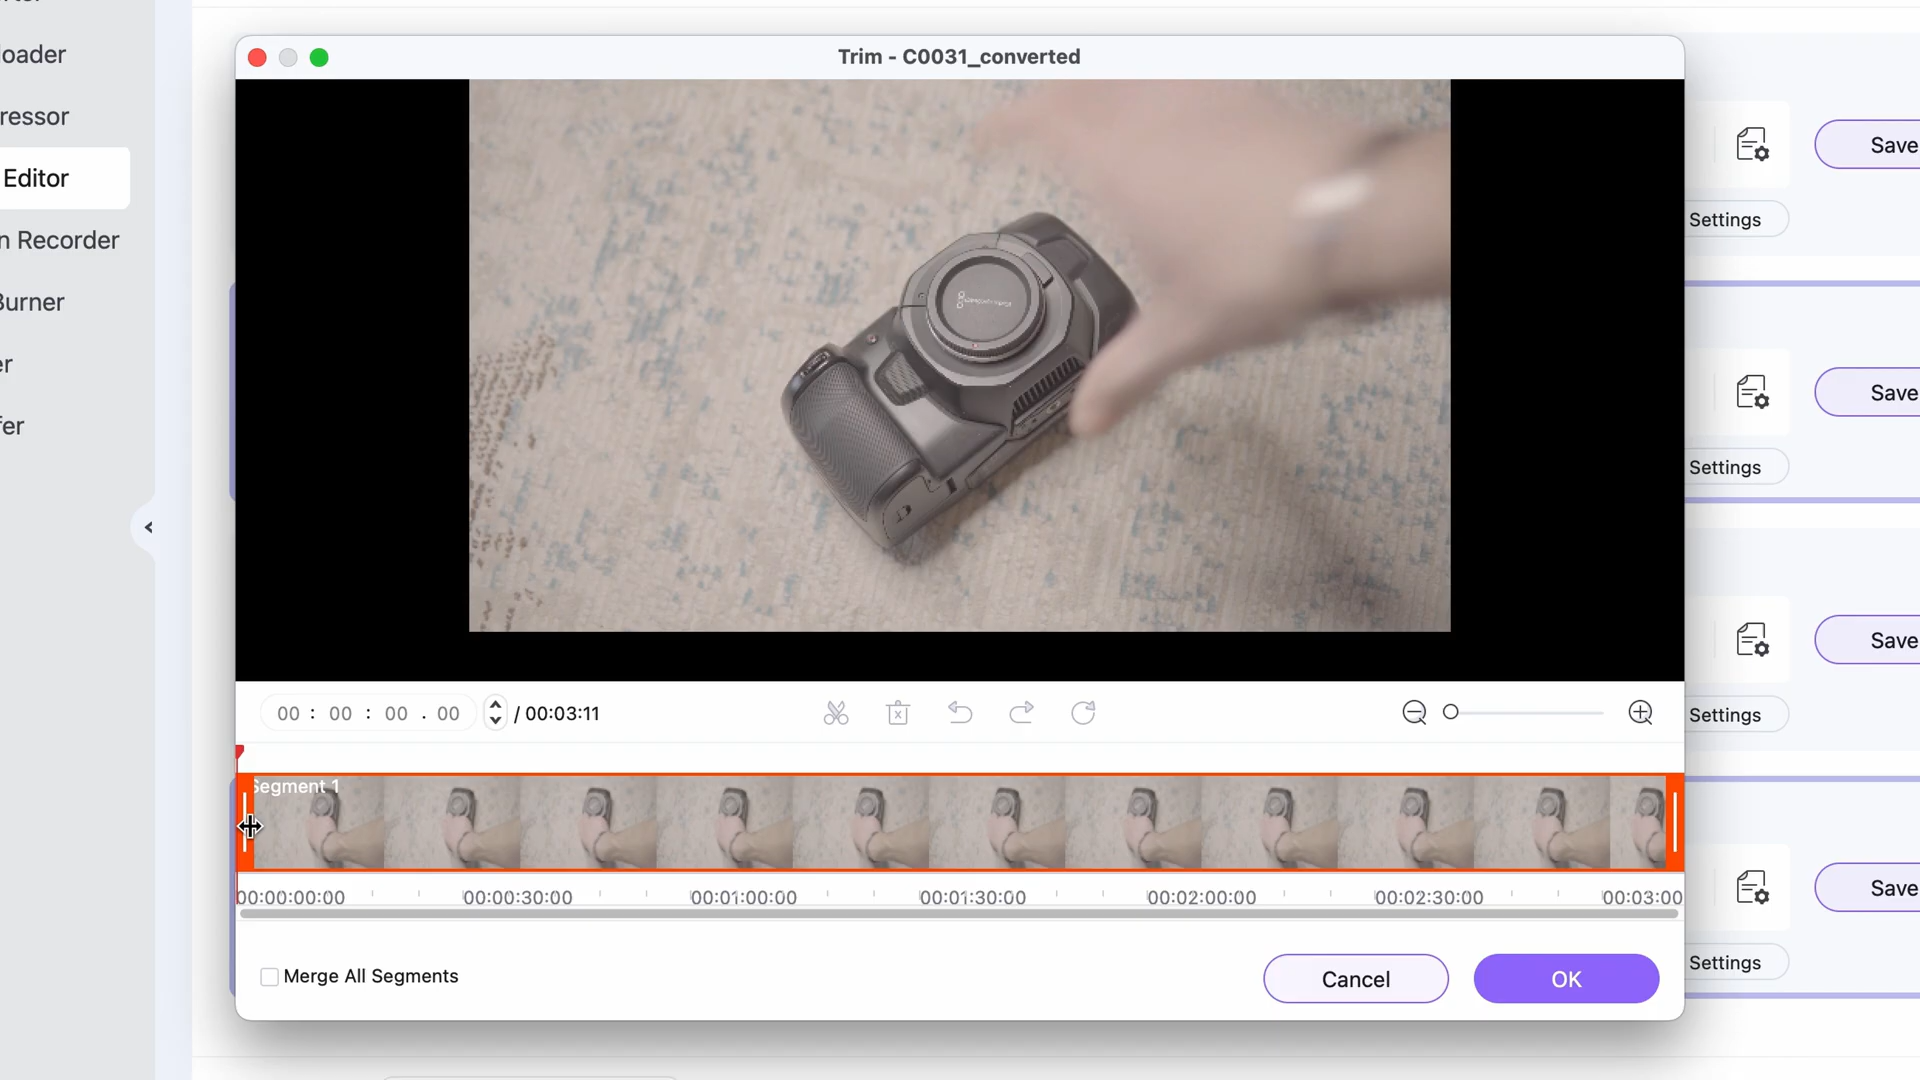 Trim - C0031_converted
loader
ressor
Editor
n Recorder
Burner
er
fer
Save
Settings
Save
Settings
Save
Settings
Save
Settings
00 : 00 : 00 . 00 / 00:03:11
Segment 1
00:00:00:00 00:00:30:00 00:01:00:00 00:01:30:00 00:02:00:00 00:02:30:00 00:03:00
Merge All Segments
Cancel
OK